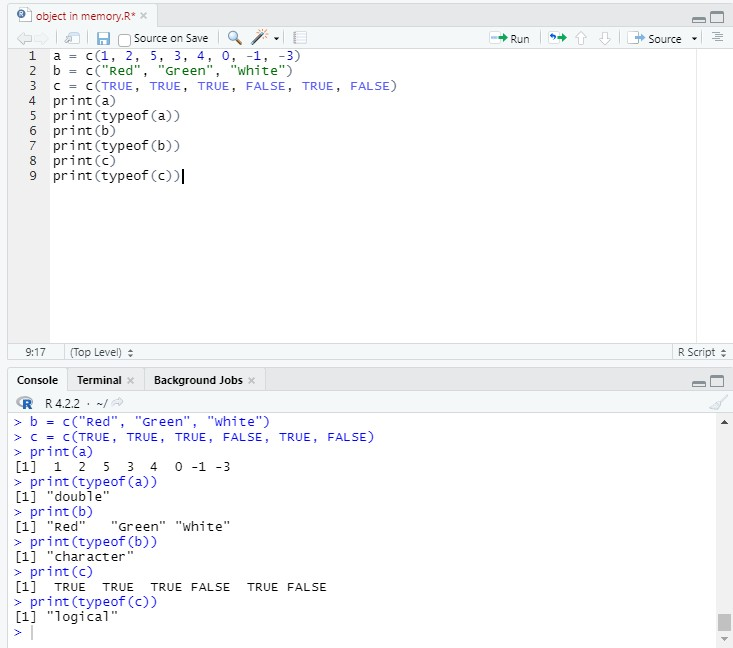 object in memory.R*
Source on Save
Run
Source
1 a = c(1, 2, 5, 3, 4, 0, -1, -3)
2 b = c("Red", "Green", "White")
3 c = c(TRUE, TRUE, TRUE, FALSE, TRUE, FALSE)
4 print(a)
5 print(typeof(a))
6 print(b)
7 print(typeof(b))
8 print(c)
9 print(typeof(c))
9:17 (Top Level) R Script
Console Terminal Background Jobs
R R 4.2.2 · ~/
> b = c("Red", "Green", "White")
> c = c(TRUE, TRUE, TRUE, FALSE, TRUE, FALSE)
> print(a)
[1]  1  2  5  3  4  0 -1 -3
> print(typeof(a))
[1] "double"
> print(b)
[1] "Red"   "Green" "White"
> print(typeof(b))
[1] "character"
> print(c)
[1]  TRUE  TRUE  TRUE FALSE  TRUE FALSE
> print(typeof(c))
[1] "logical"
>